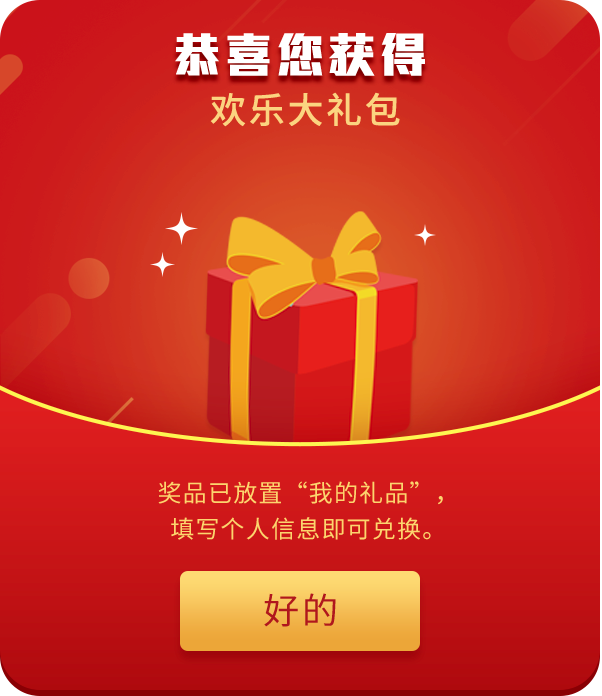 恭喜您获得
欢乐大礼包
奖品已放置“我的礼品”，
填写个人信息即可兑换。
好的